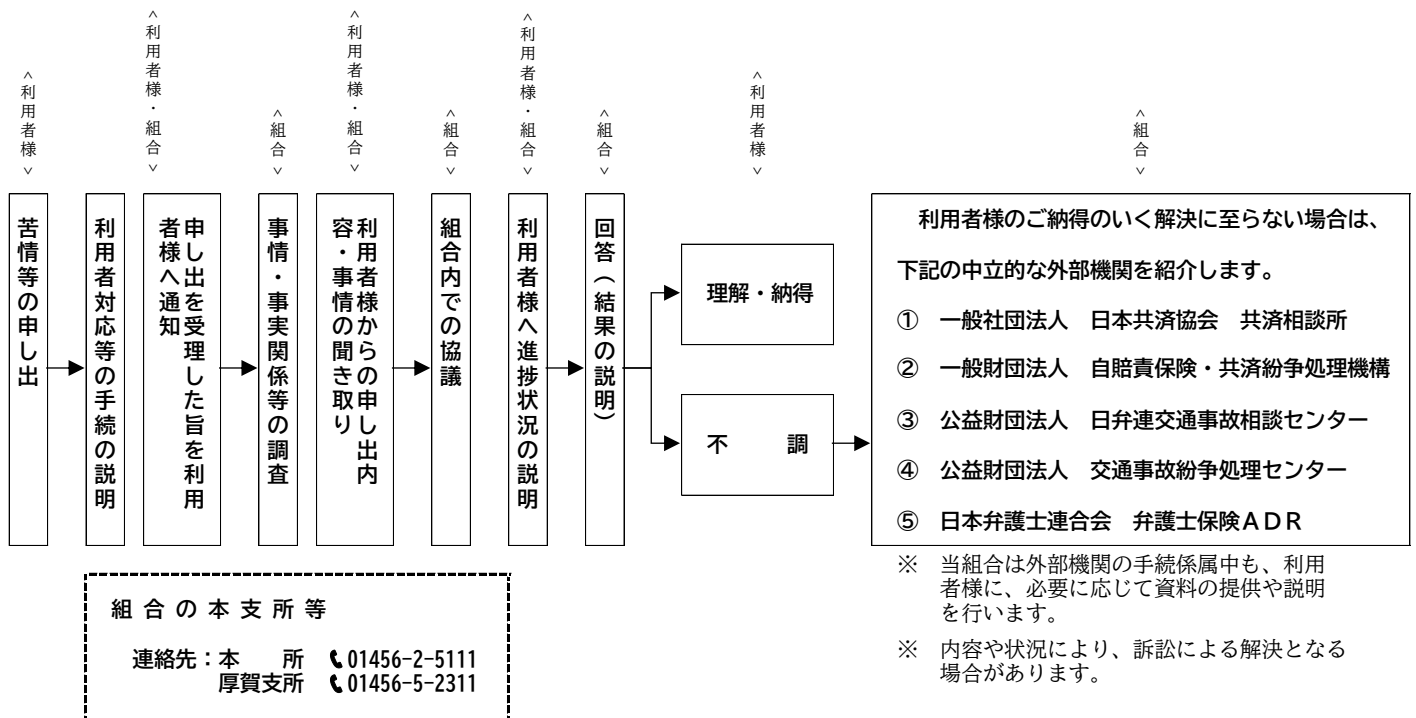 <利用者様>
<利用者様・組合>
<組合>
<利用者様・組合>
<組合>
<利用者様・組合>
<組合>
<利用者様>
<組合>
苦情等の申し出
利用者対応等の手続の説明
申し出を受理した旨を利用
者様へ通知
事情・事実関係等の調査
利用者様からの申し出内
容・事情の聞き取り
組合内での協議
利用者様へ進捗状況の説明
回答(結果の説明)
理解・納得
不 調
利用者様のご納得のいく解決に至らない場合は、
下記の中立的な外部機関を紹介します。
① 一般社団法人 日本共済協会 共済相談所
② 一般財団法人 自賠責保険・共済紛争処理機構
③ 公益財団法人 日弁連交通事故相談センター
④ 公益財団法人 交通事故紛争処理センター
⑤ 日本弁護士連合会 弁護士保険ADR
※ 当組合は外部機関の手続係属中も、利用
者様に、必要に応じて資料の提供や説明
を行います。
※ 内容や状況により、訴訟による解決となる
場合があります。
組合の本支所等
連絡先:本 所 01456-2-5111
厚賀支所 01456-5-2311